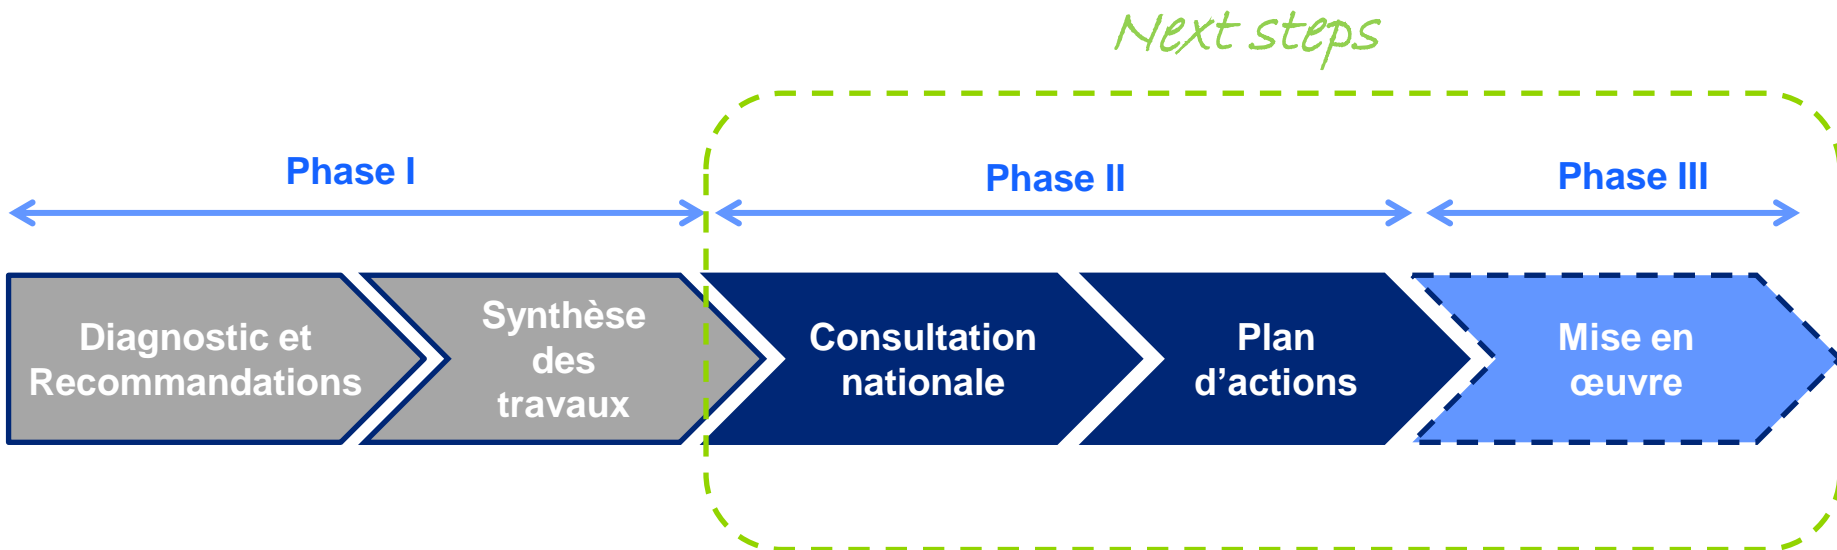 Next steps
Phase I
Phase II
Phase III
Diagnostic et
Recommandations
Synthèse
des
travaux
Consultation
nationale
Plan
d’actions
Mise en
œuvre